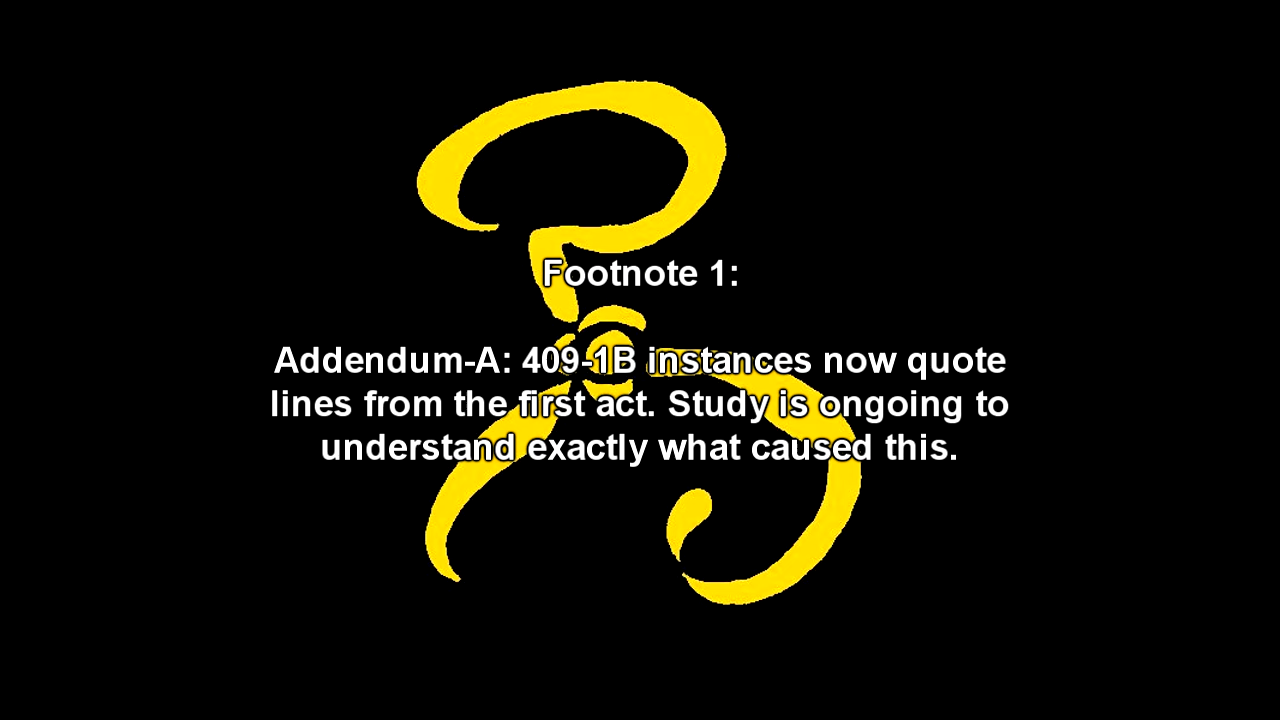 Footnote 1:
Addendum-A: 409-1B instances now quote
lines from the first act. Study is ongoing to
understand exactly what caused this.